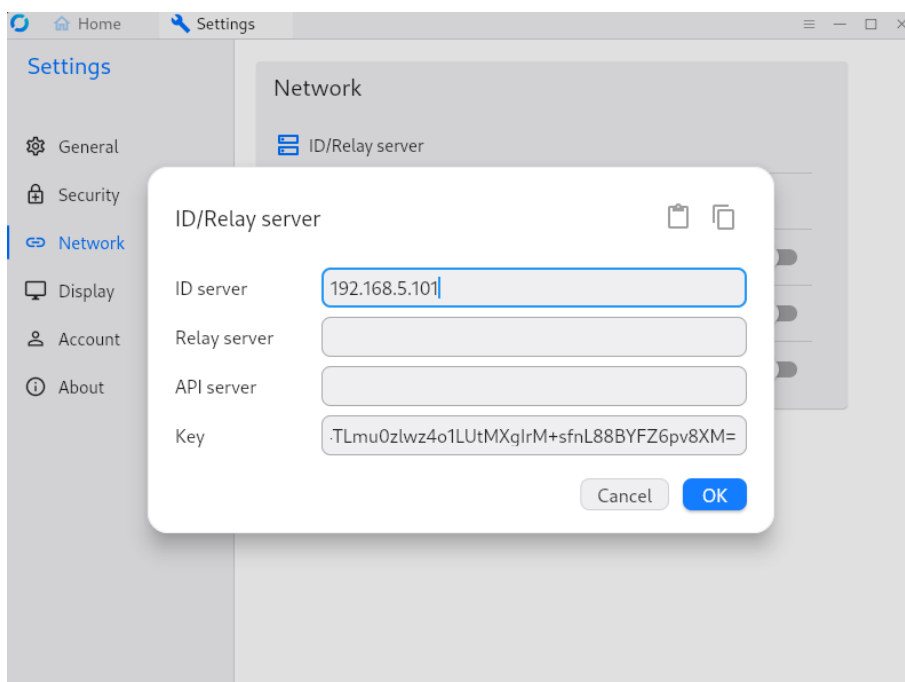 Home
Settings
Settings
General
Security
Network
Display
Account
About
Network
ID/Relay server
ID/Relay server
ID server
192.168.5.101
Relay server
API server
Key
TLmu0zlwz4o1LUtMXgIrM+sfnL88BYFZ6pv8XM=
Cancel
OK